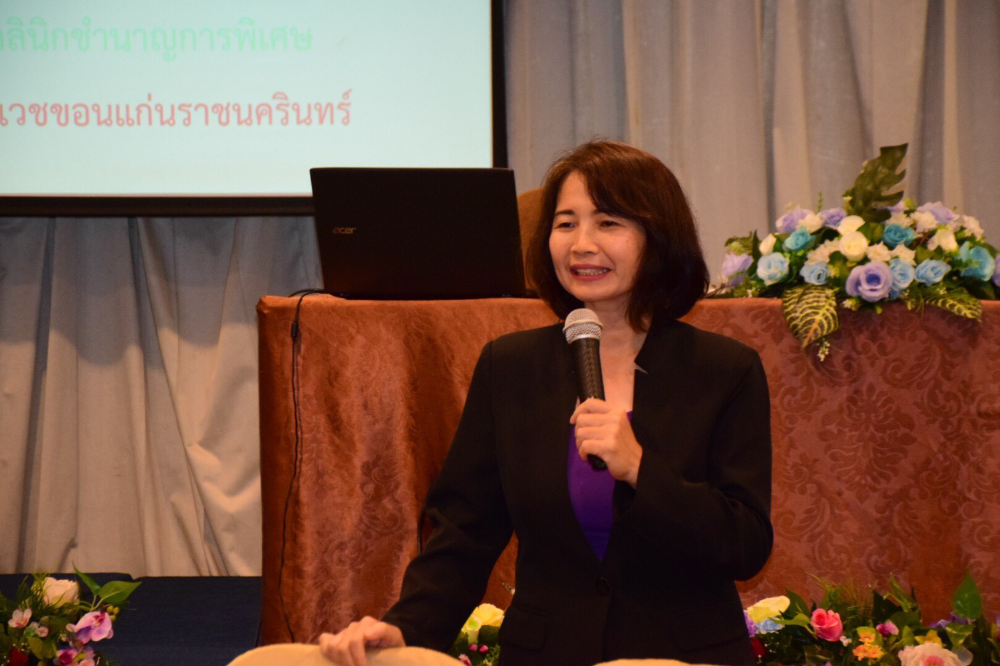 คลินิกชำนาญการพิเศษ
เวชขอนแก่นราชนครินทร์
acer